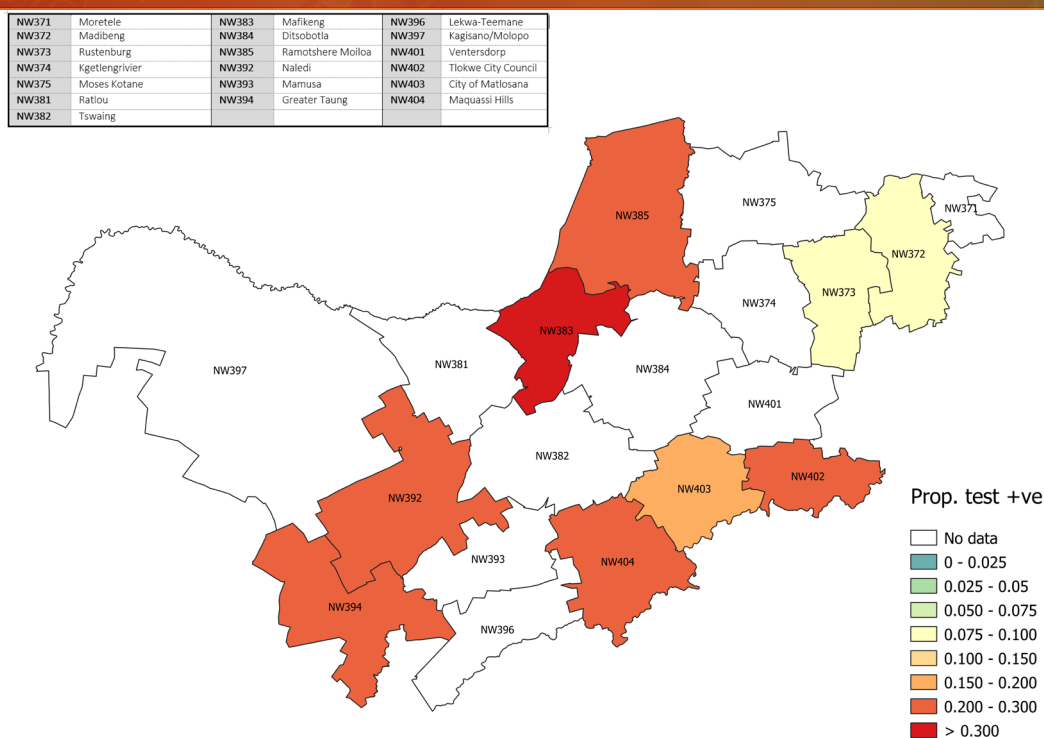 NW371 Moretele NW383 Mafikeng NW396 Lekwa-Teemane
NW372 Madibeng NW384 Ditsobotla NW397 Kagisano/Molopo
NW373 Rustenburg NW385 Ramotshere Moiloa NW401 Ventersdorp
NW374 Kgetlengrivier NW392 Naledi NW402 Tlokwe City Council
NW375 Moses Kotane NW393 Mamusa NW403 City of Matlosana
NW381 Ratlou NW394 Greater Taung NW404 Maquassi Hills
NW382 Tswaing
NW385
NW375
NW371
NW372
NW373
NW374
NW383
NW381
NW384
NW397
NW401
NW382
NW402
NW403
NW392
NW393
NW404
NW394
NW396
Prop. test +ve
No data
0 - 0.025
0.025 - 0.05
0.050 - 0.075
0.075 - 0.100
0.100 - 0.150
0.150 - 0.200
0.200 - 0.300
> 0.300